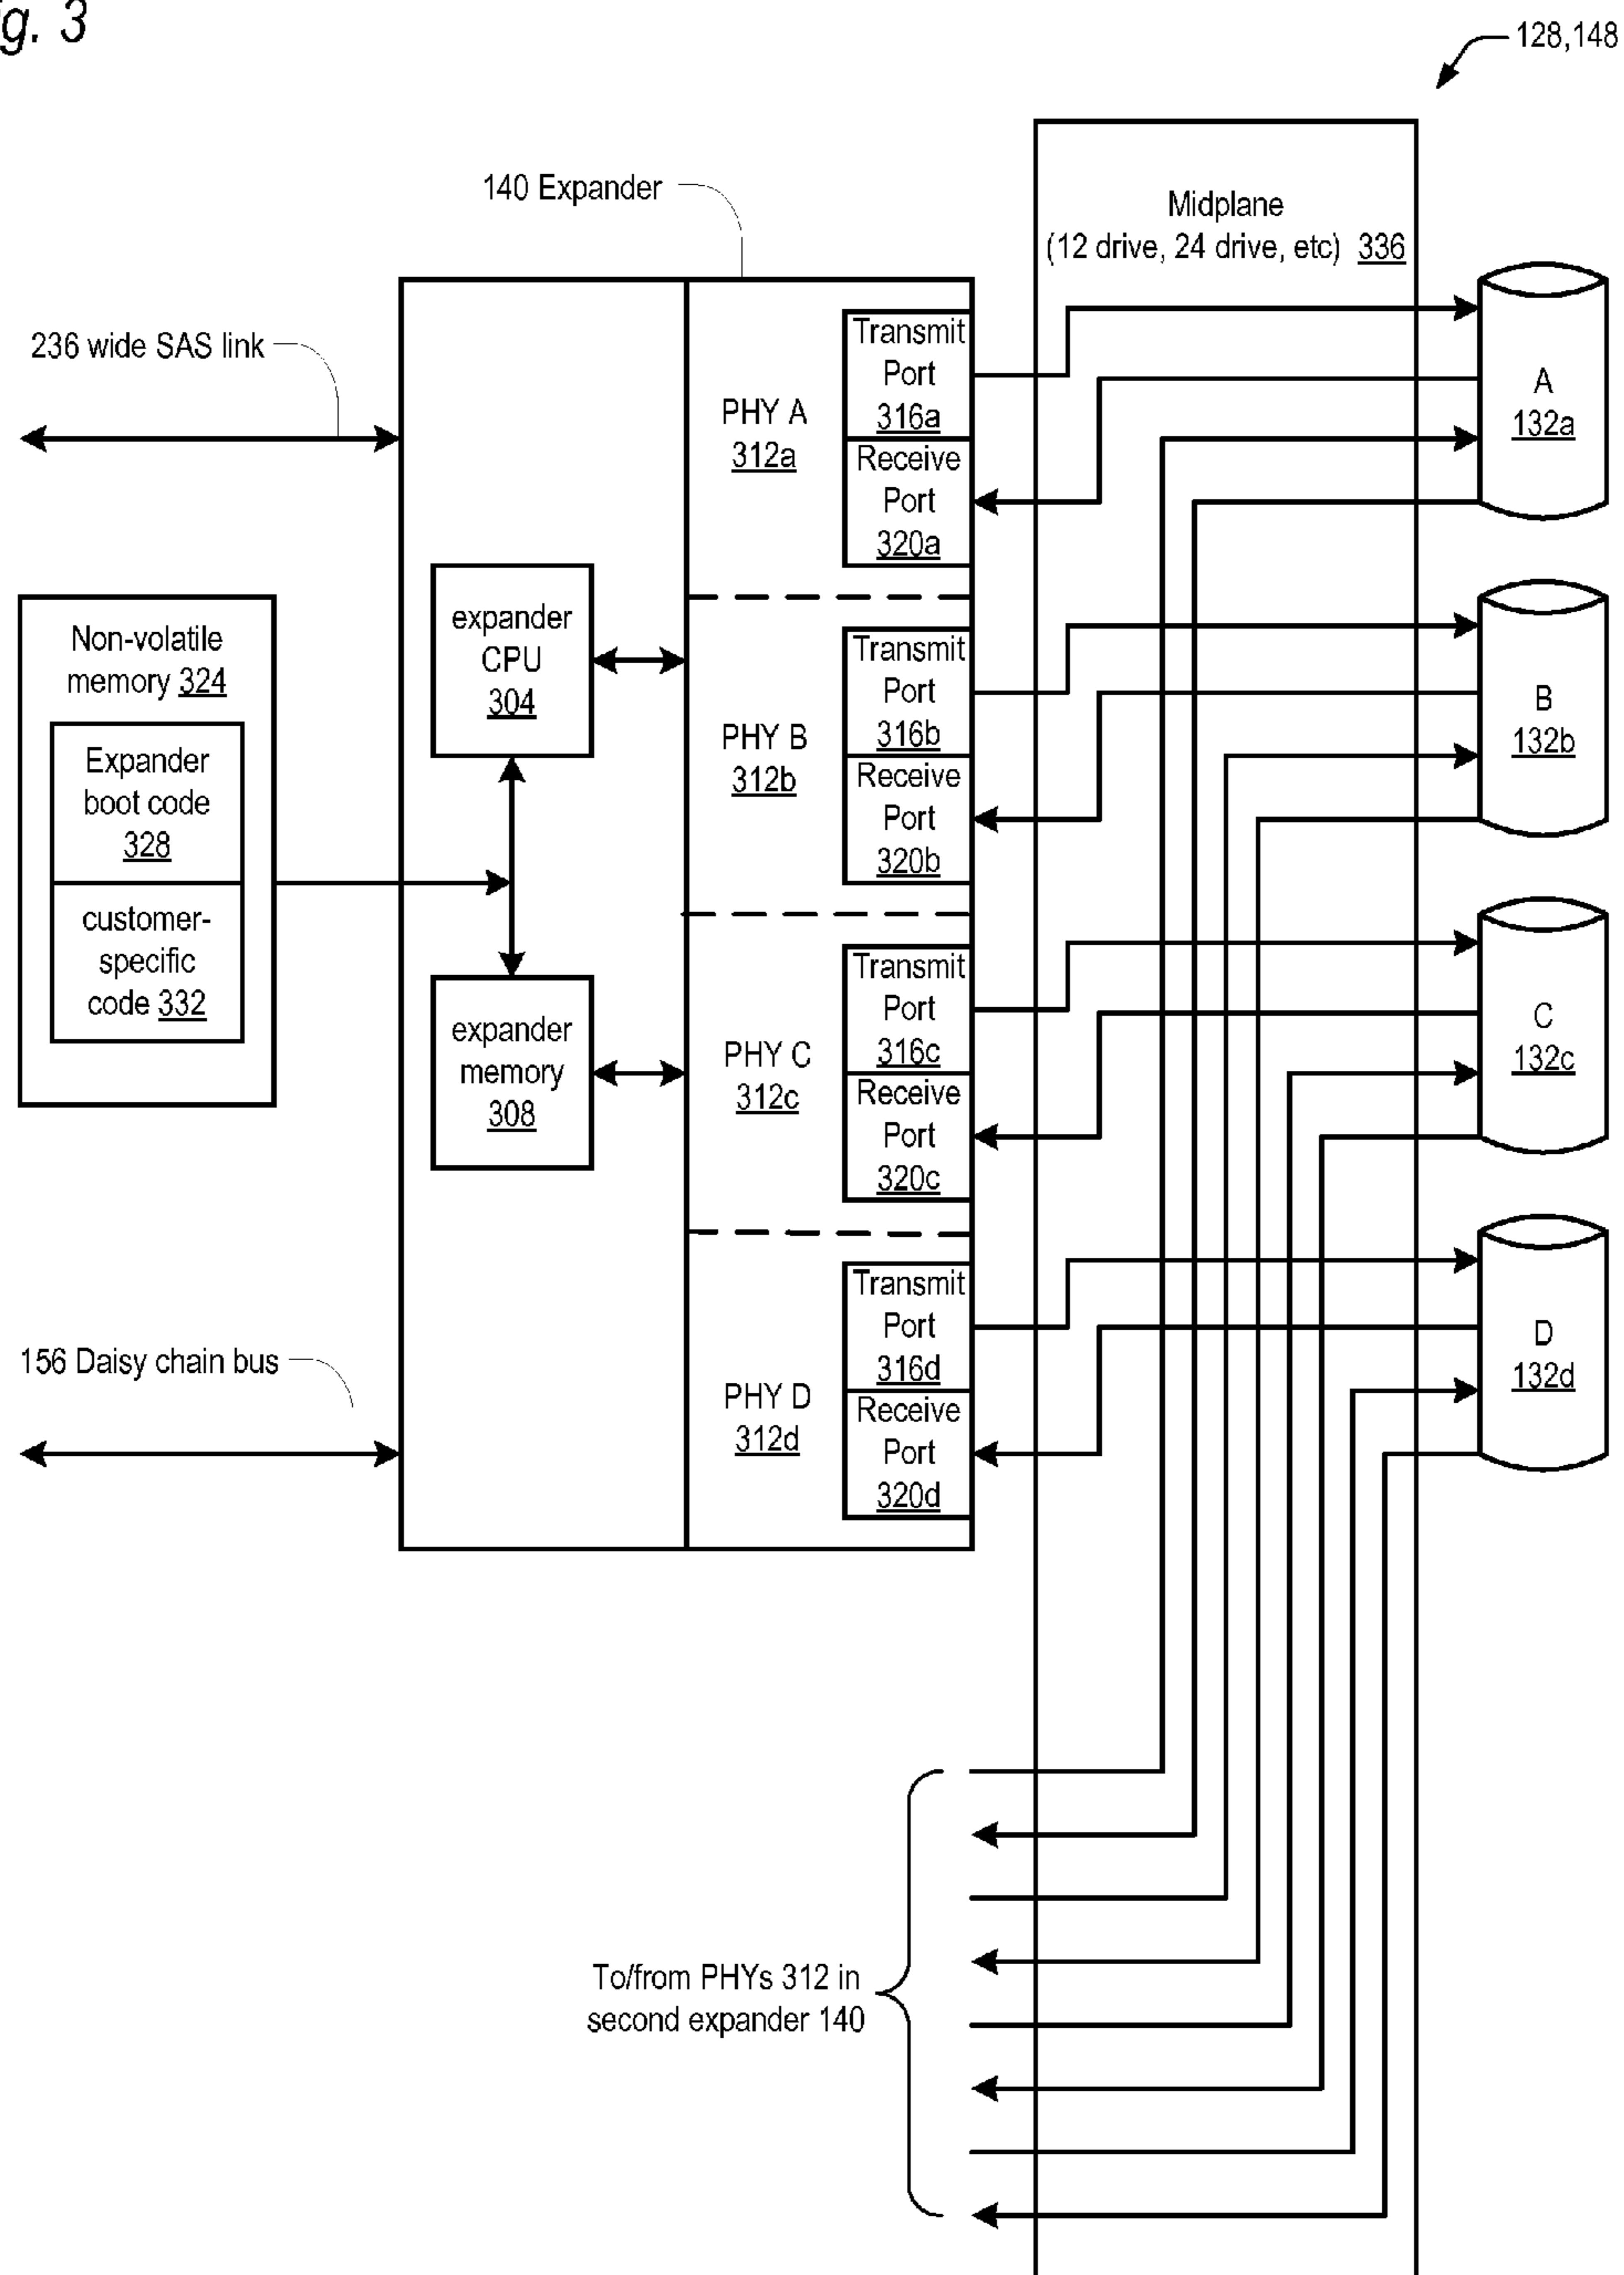 ig. 3
128,148
140 Expander
Midplane
(12 drive, 24 drive, etc) 336
236 wide SAS link
Transmit
Port
316a
PHY A
312a
Receive
Port
320a
A
132a
Non-volatile
memory 324
Expander
boot code
328
customer-
specific
code 332
expander
CPU
304
Transmit
Port
316b
PHY B
312b
Receive
Port
320b
B
132b
expander
memory
308
Transmit
Port
316c
PHY C
312c
Receive
Port
320c
C
132c
156 Daisy chain bus
Transmit
Port
316d
PHY D
312d
Receive
Port
320d
D
132d
To/from PHYs 312 in
second expander 140